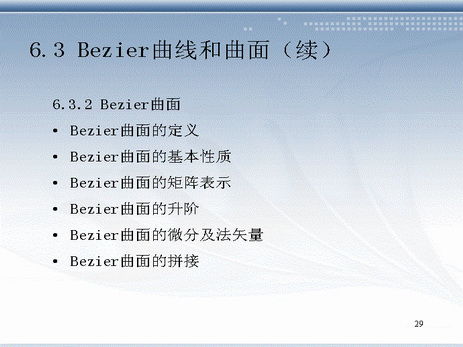 6.3 Bezier曲线和曲面（续）
6.3.2 Bezier曲面
• Bezier曲面的定义
• Bezier曲面的基本性质
• Bezier曲面的矩阵表示
• Bezier曲面的升阶
• Bezier曲面的微分及法矢量
• Bezier曲面的拼接
29